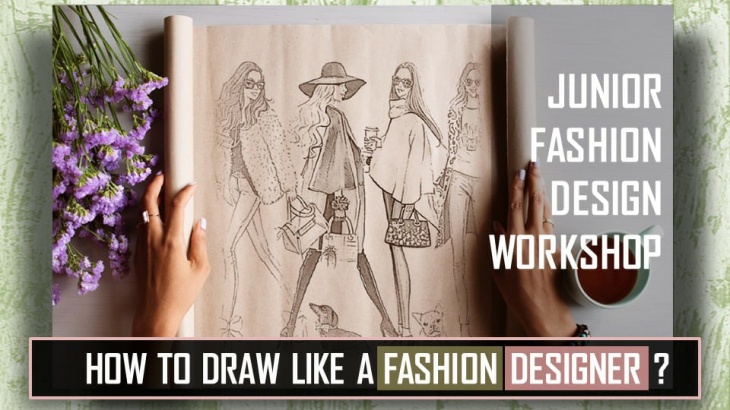 JUNIOR
FASHION
DESIGN
WORKSHOP
HOW TO DRAW LIKE A FASHION DESIGNER ?